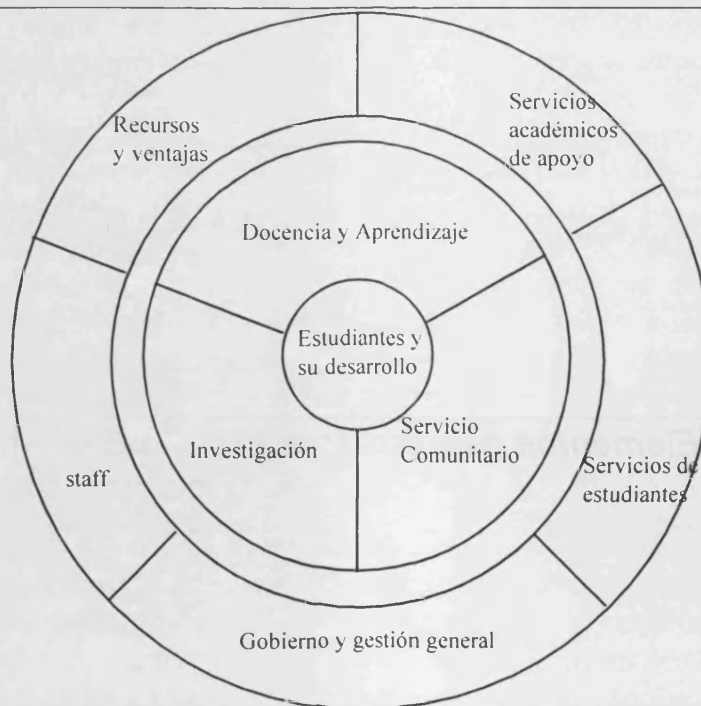 Recursos
y ventajas
Servicios
académicos
de apoyo
Docencia y Aprendizaje
Estudiantes y
su desarrollo
Investigación
Servicio
Comunitario
staff
Servicios de
estudiantes
Gobierno y gestión general